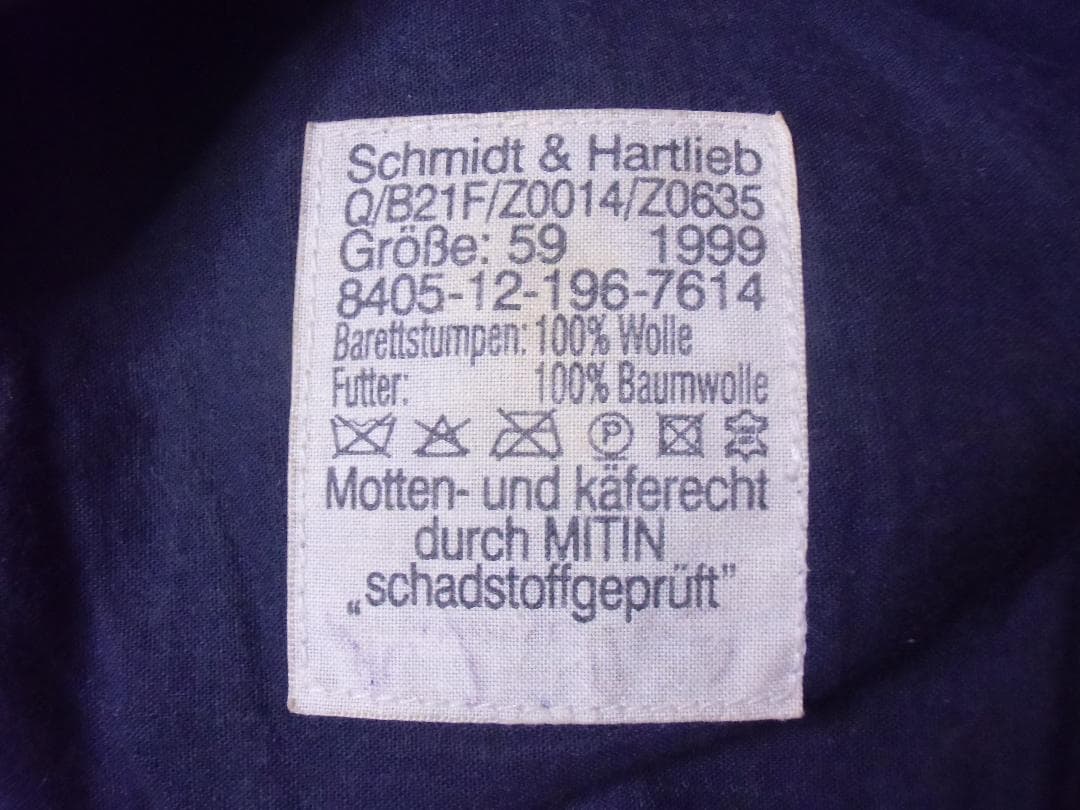 Schmidt & Hartlieb
Q/B21F/Z0014/Z0635
Größe: 59 1999
8405-12-196-7614
Barettstumpen: 100% Wolle
Futter: 100% Baumwolle
P
Motten- und käferecht
durch MITIN
„schadstoffgeprüft”